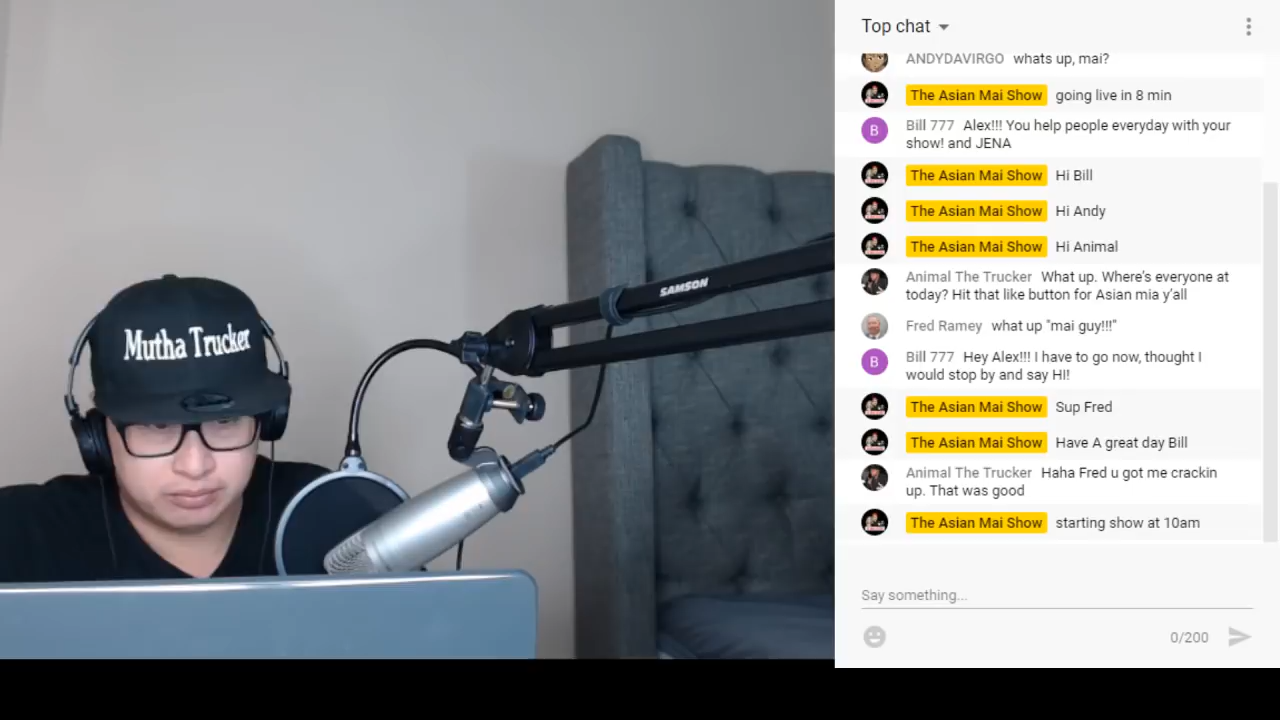 Mutha Trucker
SAMSON
Top chat
ANDYDAVIRGO whats up, mai?
The Asian Mai Show going live in 8 min
B Bill 777 Alex!!! You help people everyday with your
show! and JENA
The Asian Mai Show Hi Bill
The Asian Mai Show Hi Andy
The Asian Mai Show Hi Animal
Animal The Trucker What up. Where's everyone at
today? Hit that like button for Asian mia y'all
Fred Ramey what up "mai guy!!!"
B Bill 777 Hey Alex!!! I have to go now, thought I
would stop by and say HI!
The Asian Mai Show Sup Fred
The Asian Mai Show Have A great day Bill
Animal The Trucker Haha Fred u got me crackin
up. That was good
The Asian Mai Show starting show at 10am
Say something...
0/200